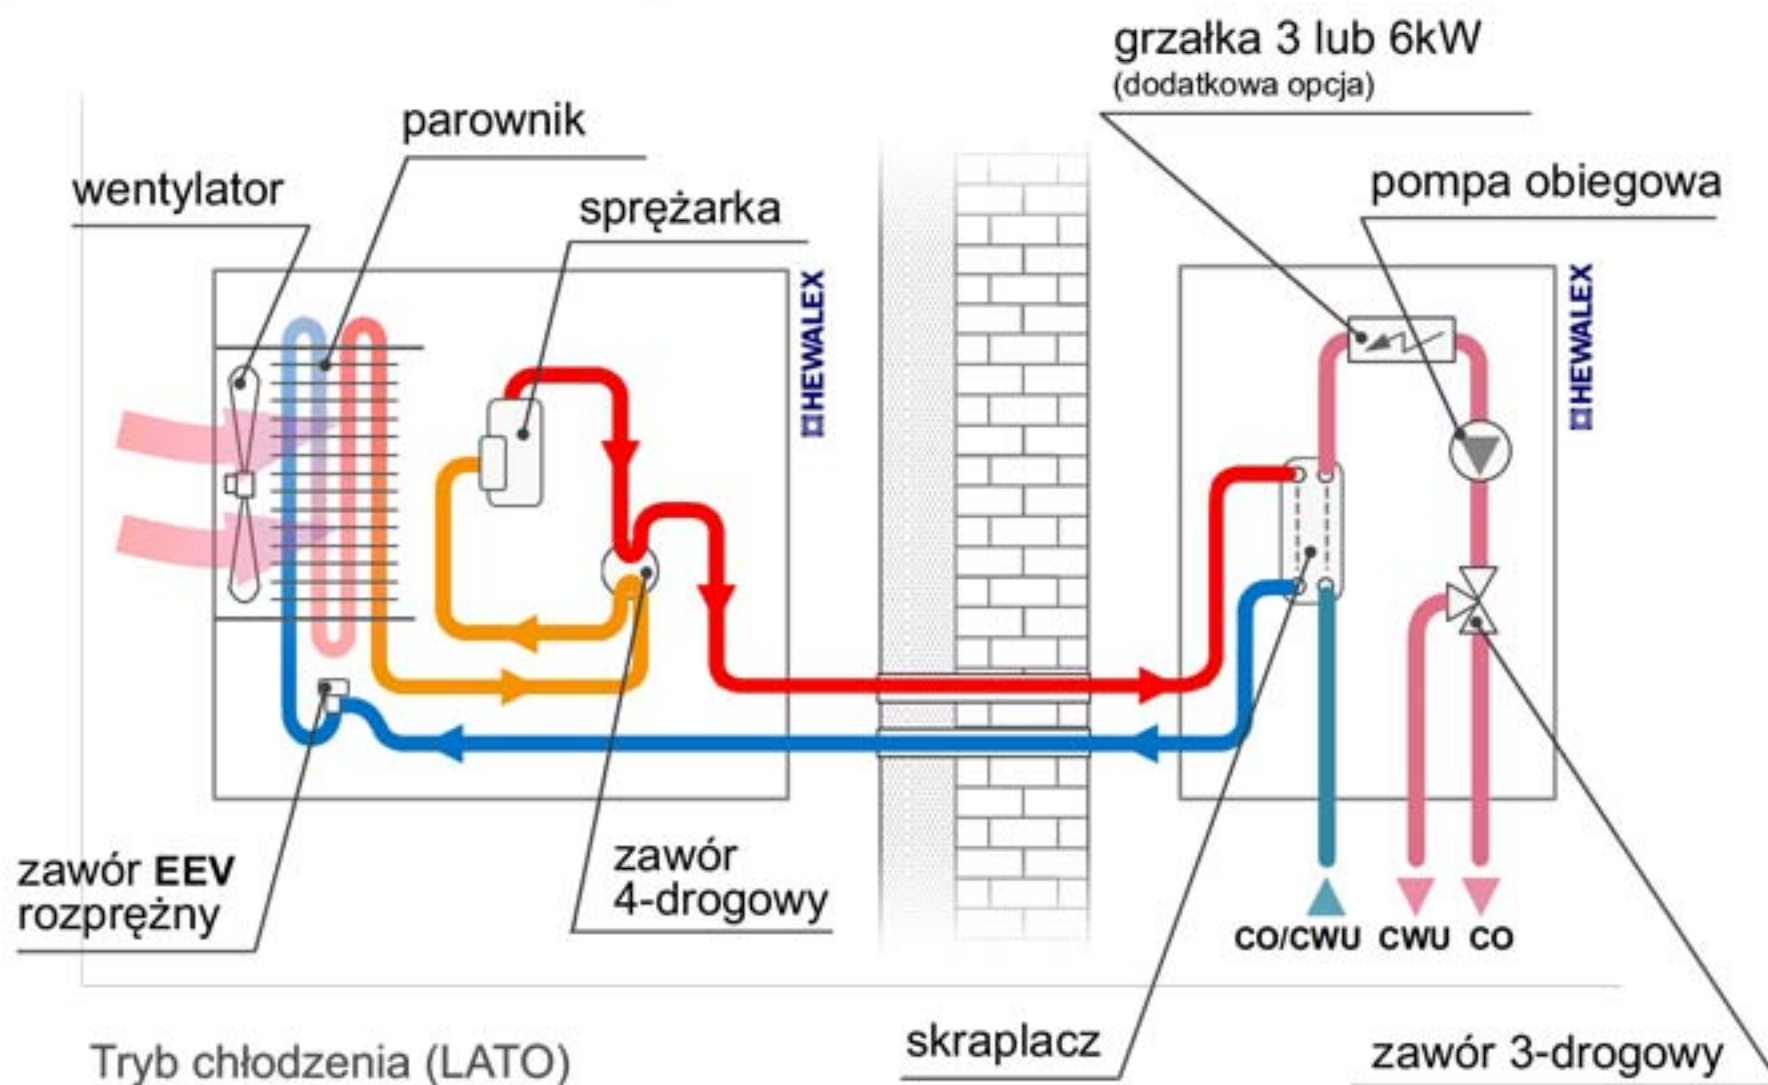 grzałka 3 lub 6kW
(dodatkowa opcja)
parownik
wentylator
sprężarka
pompa obiegowa
HEWALEX
HEWALEX
zawór EEV
rozprężny
zawór
4-drogowy
CO/CWU CWU CO
skraplacz
zawór 3-drogowy
Tryb chłodzenia (LATO)